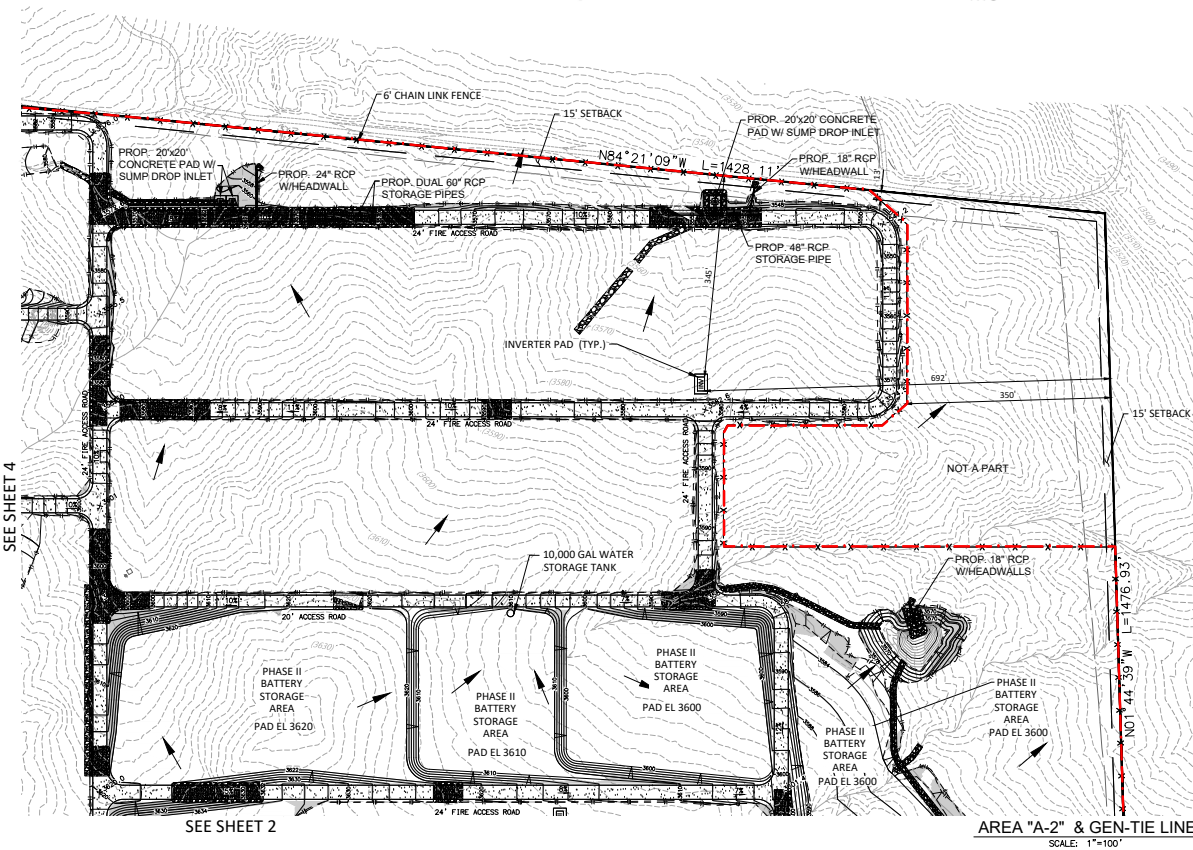 6' CHAIN LINK FENCE
15' SETBACK
PROP. 20'x20' CONCRETE
PAD W/ SUMP DROP INLET
N84°21'09"W L=1428.11'
PROP. 18" RCP
W/HEADWALL
13'
PROP. 20'x20'
CONCRETE PAD W/
SUMP DROP INLET
PROP. 24" RCP
W/HEADWALL
PROP. DUAL 60" RCP
STORAGE PIPES
24' FIRE ACCESS ROAD
PROP. 48" RCP
STORAGE PIPE
345'
(3570)
INVERTER PAD (TYP.)
(3580)
692'
350'
15' SETBACK
24' FIRE ACCESS ROAD
24' FIRE ACCESS ROAD
(3590)
24' FIRE ACCESS ROAD
NOT A PART
(3600)
SEE SHEET 4
(3610)
10,000 GAL WATER
STORAGE TANK
PROP. 18" RCP
W/HEADWALLS
20' ACCESS ROAD
(3630)
N01°44'39"W L=1476.93'
PHASE II
BATTERY
STORAGE
AREA
PAD EL 3620
PHASE II
BATTERY
STORAGE
AREA
PAD EL 3610
PHASE II
BATTERY
STORAGE
AREA
PAD EL 3600
PHASE II
BATTERY
STORAGE
AREA
PAD EL 3600
PHASE II
BATTERY
STORAGE
AREA
PAD EL 3600
24' FIRE ACCESS ROAD
SEE SHEET 2
AREA "A-2" & GEN-TIE LINE
SCALE: 1"=100'